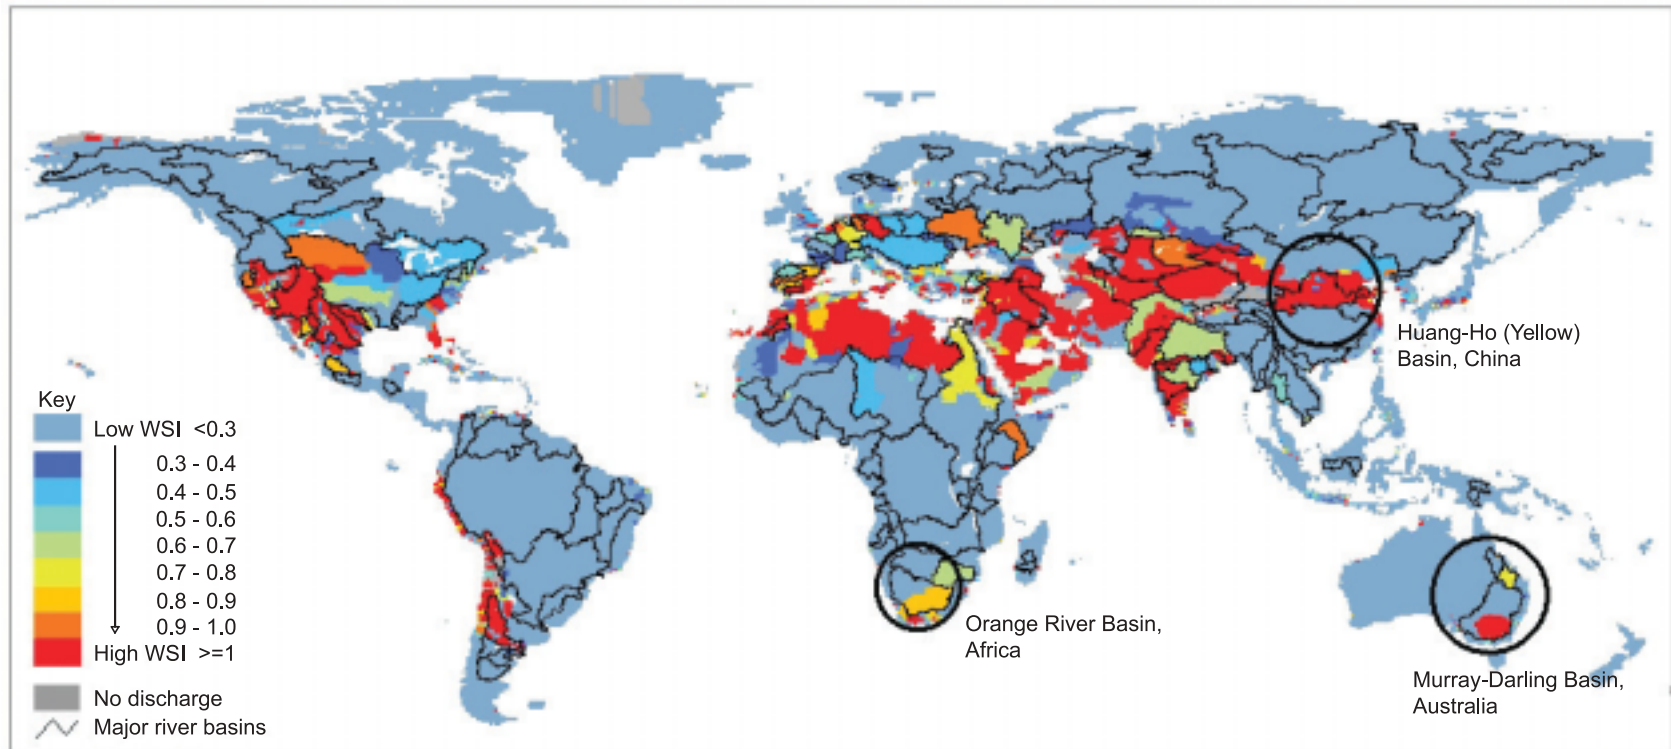 Huang-Ho (Yellow)
Basin, China
Key
Low WSI <0.3
0.3 - 0.4
0.4 - 0.5
0.5 - 0.6
0.6 - 0.7
0.7 - 0.8
0.8 - 0.9
0.9 - 1.0
High WSI >=1
No discharge
Major river basins
Orange River Basin,
Africa
Murray-Darling Basin,
Australia